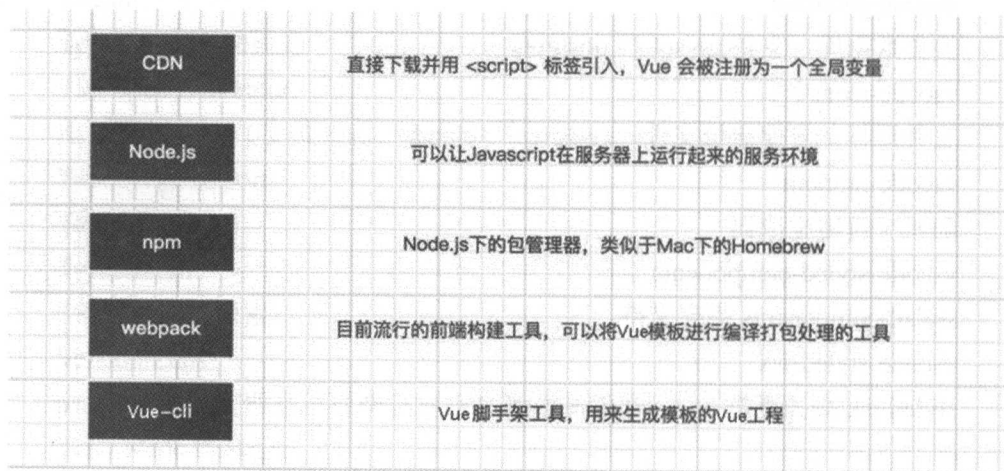 CDN
直接下载并用 <script> 标签引入，Vue 会被注册为一个全局变量
Node.js
可以让Javascript在服务器上运行起来的服务环境
npm
Node.js下的包管理器，类似于Mac下的Homebrew
webpack
目前流行的前端构建工具，可以将Vue模板进行编译打包处理的工具
Vue-cli
Vue脚手架工具，用来生成模板的Vue工程